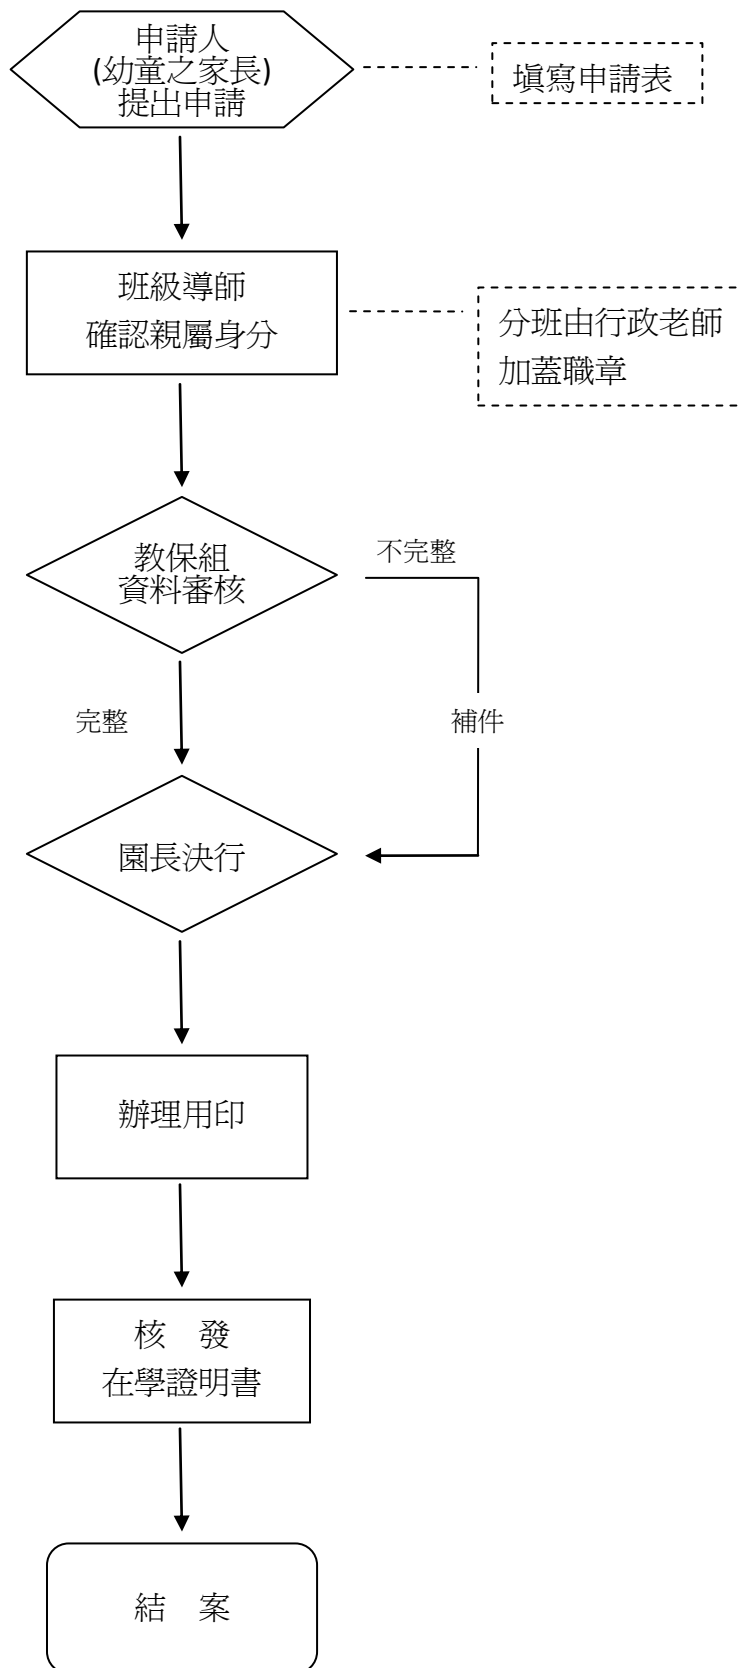 申請人
(幼童之家長)
提出申請
填寫申請表
班級導師
確認親屬身分
分班由行政老師
加蓋職章
教保組
資料審核
不完整
完整
補件
園長決行
辦理用印
核　發
在學證明書
結　案